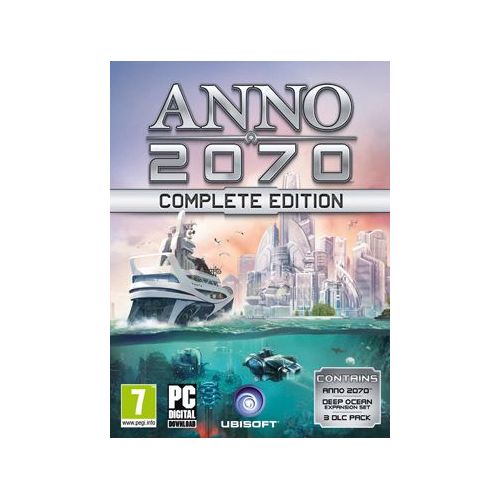 ANNO
2070
COMPLETE EDITION
CONTAINS
ANNO 2070™
DEEP OCEAN
EXPANSION SET
3 DLC PACK
7
www.pegi.info
PC
DIGITAL
DOWNLOAD
UBISOFT